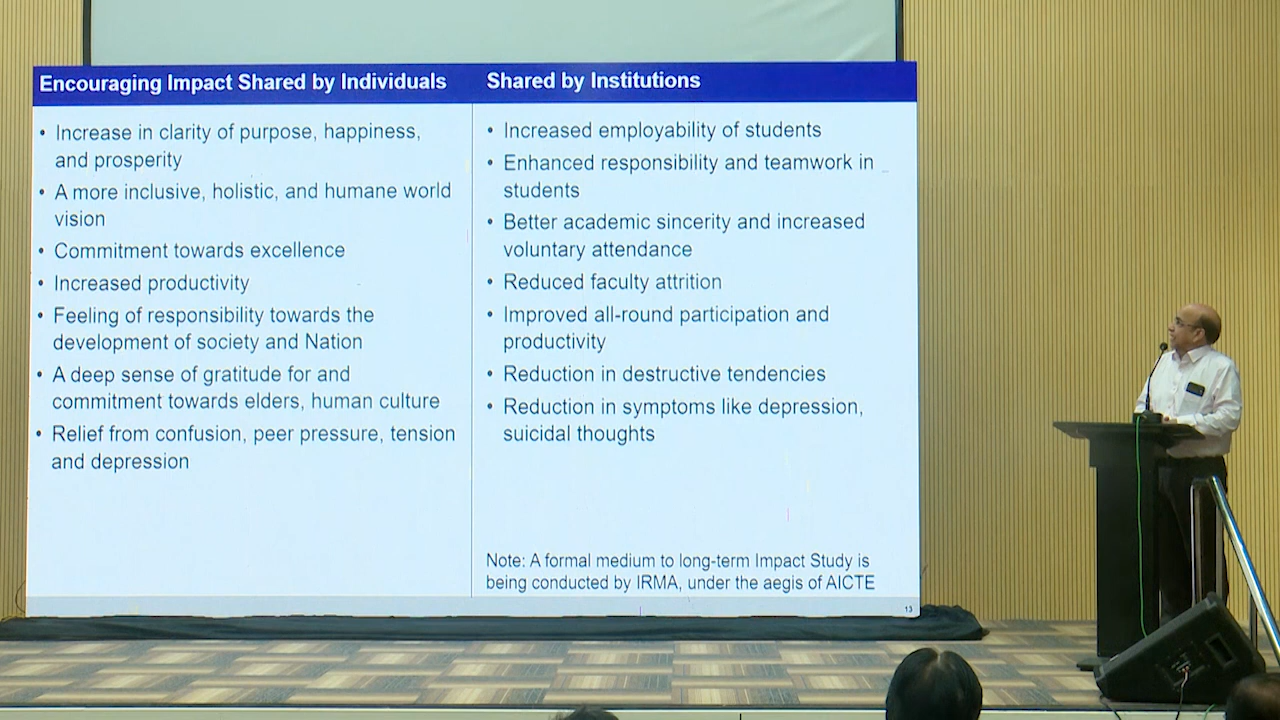 Encouraging Impact Shared by Individuals
• Increase in clarity of purpose, happiness,
and prosperity
• A more inclusive, holistic, and humane world
vision
• Commitment towards excellence
• Increased productivity
• Feeling of responsibility towards the
development of society and Nation
• A deep sense of gratitude for and
commitment towards elders, human culture
• Relief from confusion, peer pressure, tension
and depression
Shared by Institutions
• Increased employability of students
• Enhanced responsibility and teamwork in
students
• Better academic sincerity and increased
voluntary attendance
• Reduced faculty attrition
• Improved all-round participation and
productivity
• Reduction in destructive tendencies
• Reduction in symptoms like depression,
suicidal thoughts
Note: A formal medium to long-term Impact Study is
being conducted by IRMA, under the aegis of AICTE
13